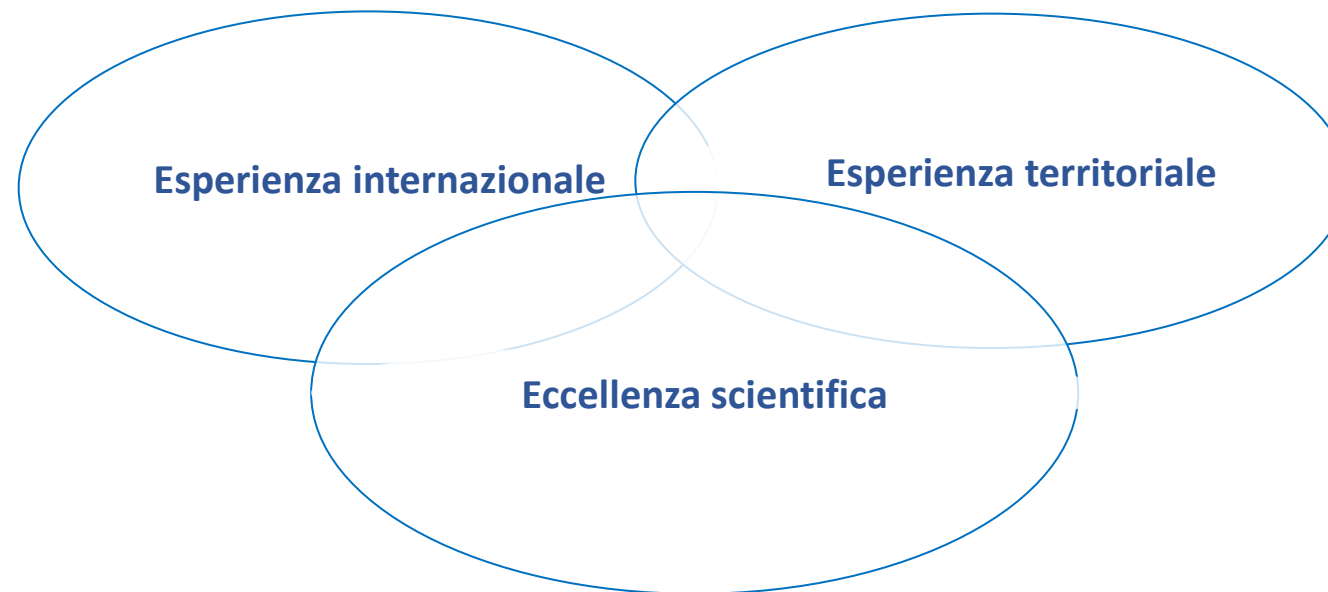 Esperienza internazionale
Esperienza territoriale
Eccellenza scientifica